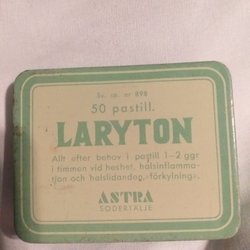 Sv. sp. nr 898
50 pastill.
LARYTON
Allt efter behov 1 pastill 1-2 ggr
i timmen vid heshet, halsinflamma-
tion och halslidanden, ›förkylning‹.
ASTRA
SÖDERTÄLJE